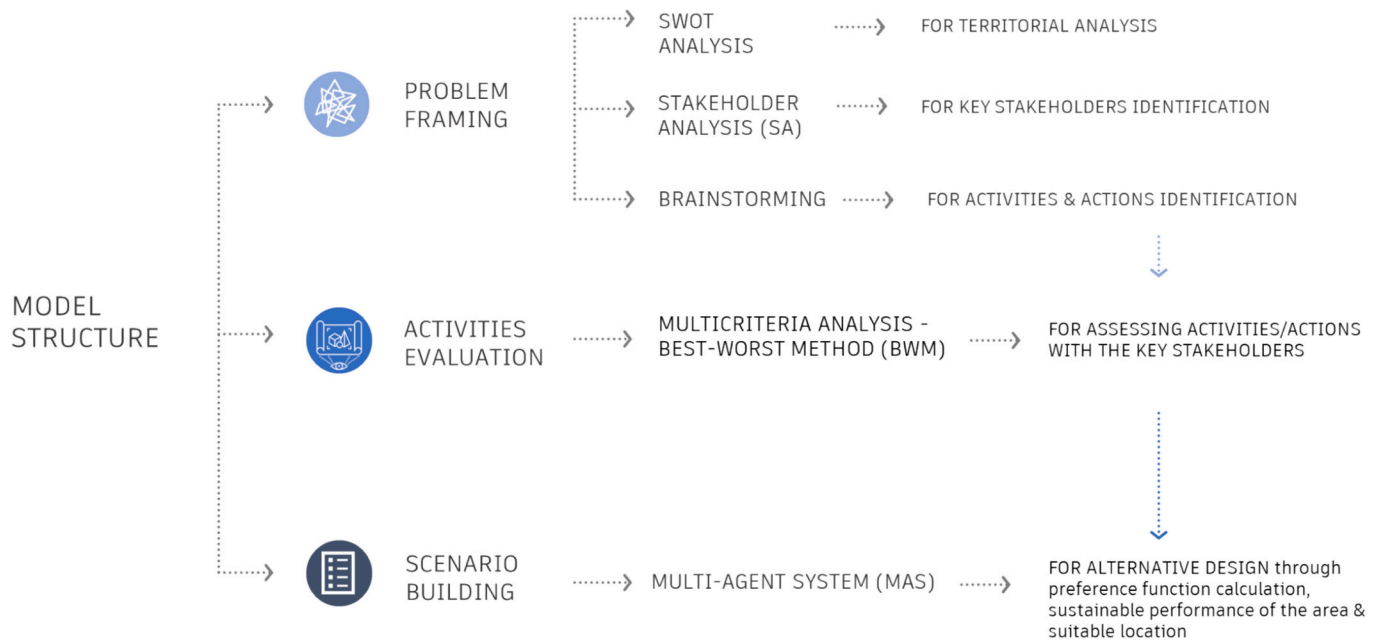 MODEL
STRUCTURE
PROBLEM
FRAMING
SWOT
ANALYSIS
FOR TERRITORIAL ANALYSIS
STAKEHOLDER
ANALYSIS (SA)
FOR KEY STAKEHOLDERS IDENTIFICATION
BRAINSTORMING
FOR ACTIVITIES & ACTIONS IDENTIFICATION
ACTIVITIES
EVALUATION
MULTICRITERIA ANALYSIS -
BEST-WORST METHOD (BWM)
FOR ASSESSING ACTIVITIES/ACTIONS
WITH THE KEY STAKEHOLDERS
SCENARIO
BUILDING
MULTI-AGENT SYSTEM (MAS)
FOR ALTERNATIVE DESIGN through
preference function calculation,
sustainable performance of the area &
suitable location